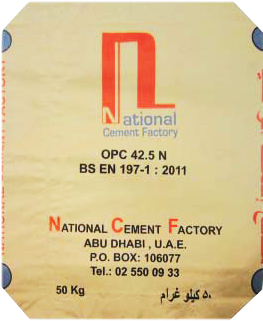 National
Cement Factory
OPC 42.5 N
BS EN 197-1 : 2011
NATIONAL CEMENT FACTORY
ABU DHABI , U.A.E.
P.O. BOX: 106077
Tel.: 02 550 09 33
50 Kg
٥٠ كيلو غرام